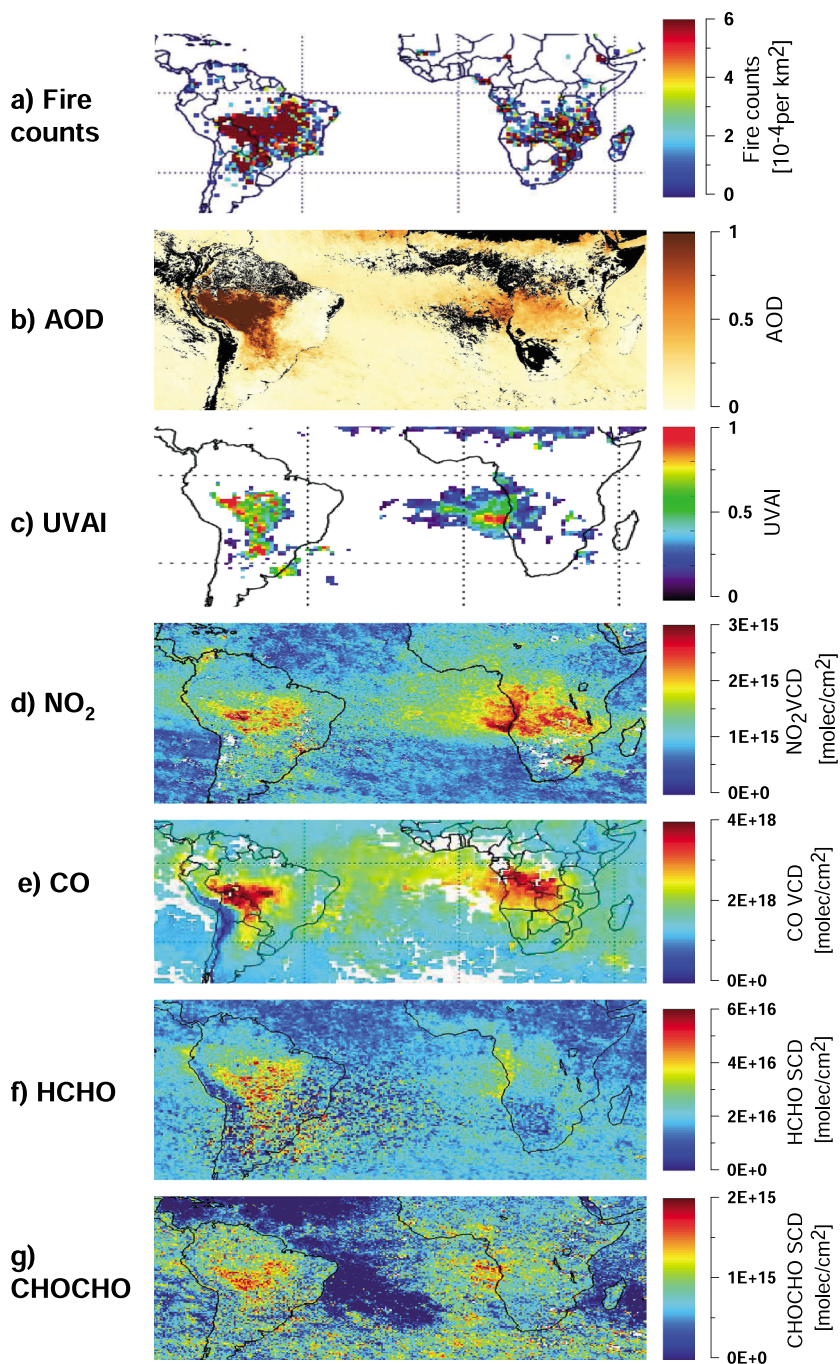 a) Fire
counts
6
4
2
0
Fire counts
[10-4per km2]
b) AOD
1
0.5
0
AOD
c) UVAI
1
0.5
0
UVAI
d) NO2
3E+15
2E+15
1E+15
0E+0
NO2VCD
[molec/cm2]
e) CO
4E+18
2E+18
0E+0
CO VCD
[molec/cm2]
f) HCHO
6E+16
4E+16
2E+16
0E+0
HCHO SCD
[molec/cm2]
g)
CHOCHO
2E+15
1E+15
0E+0
CHOCHO SCD
[molec/cm2]